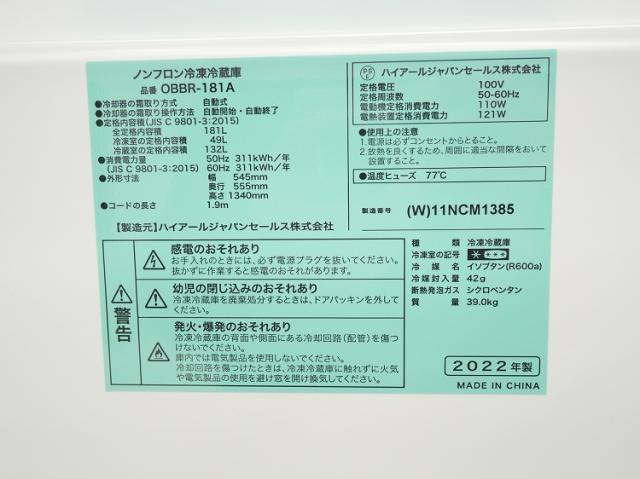 ノンフロン冷凍冷蔵庫
品番 OBBR-181A
●冷却器の霜取り方式 自動式
●冷却器の霜取り操作方法 自動開始・自動終了
●定格内容積(JIS C 9801-3:2015)
全定格内容積 181L
冷凍室の定格内容積 49L
冷蔵室の定格内容積 132L
●消費電力量 50Hz 311kWh/年
(JIS C 9801-3:2015) 60Hz 311kWh/年
●外形寸法 幅 545mm
奥行 555mm
高さ 1340mm
●コードの長さ 1.9m
【製造元】ハイアールジャパンセールス株式会社
警告
感電のおそれあり
お手入れのときには、必ず電源プラグを抜いてください。
抜かずに作業すると感電のおそれがあります。
幼児の閉じ込みのおそれあり
冷凍冷蔵庫を廃棄処分するときは、ドアパッキンを外して
ください。
発火・爆発のおそれあり
冷凍冷蔵庫の背面や側面にある冷却回路(配管)を傷つ
けないでください。
庫内では電気製品を使用しないでください。
冷却回路を傷つけたときは、冷凍冷蔵庫に触れずに火気
や電気製品の使用を避け窓を開け換気してください。
PS
E
ハイアールジャパンセールス株式会社
定格電圧 100V
定格周波数 50-60Hz
電動機定格消費電力 110W
電熱装置定格消費電力 121W
●使用上の注意
1.電源は必ずコンセントからとること。
2.放熱を良くするため、周囲に適当な間隔をおいて
設置すること。
●温度ヒューズ 77℃
製造番号 (W)11NCM1385
種類 冷凍冷蔵庫
冷凍室の記号 ＊＊＊＊
冷媒名 イソブタン(R600a)
冷媒封入量 42g
断熱発泡ガス シクロペンタン
質量 39.0kg
2022年製
MADE IN CHINA